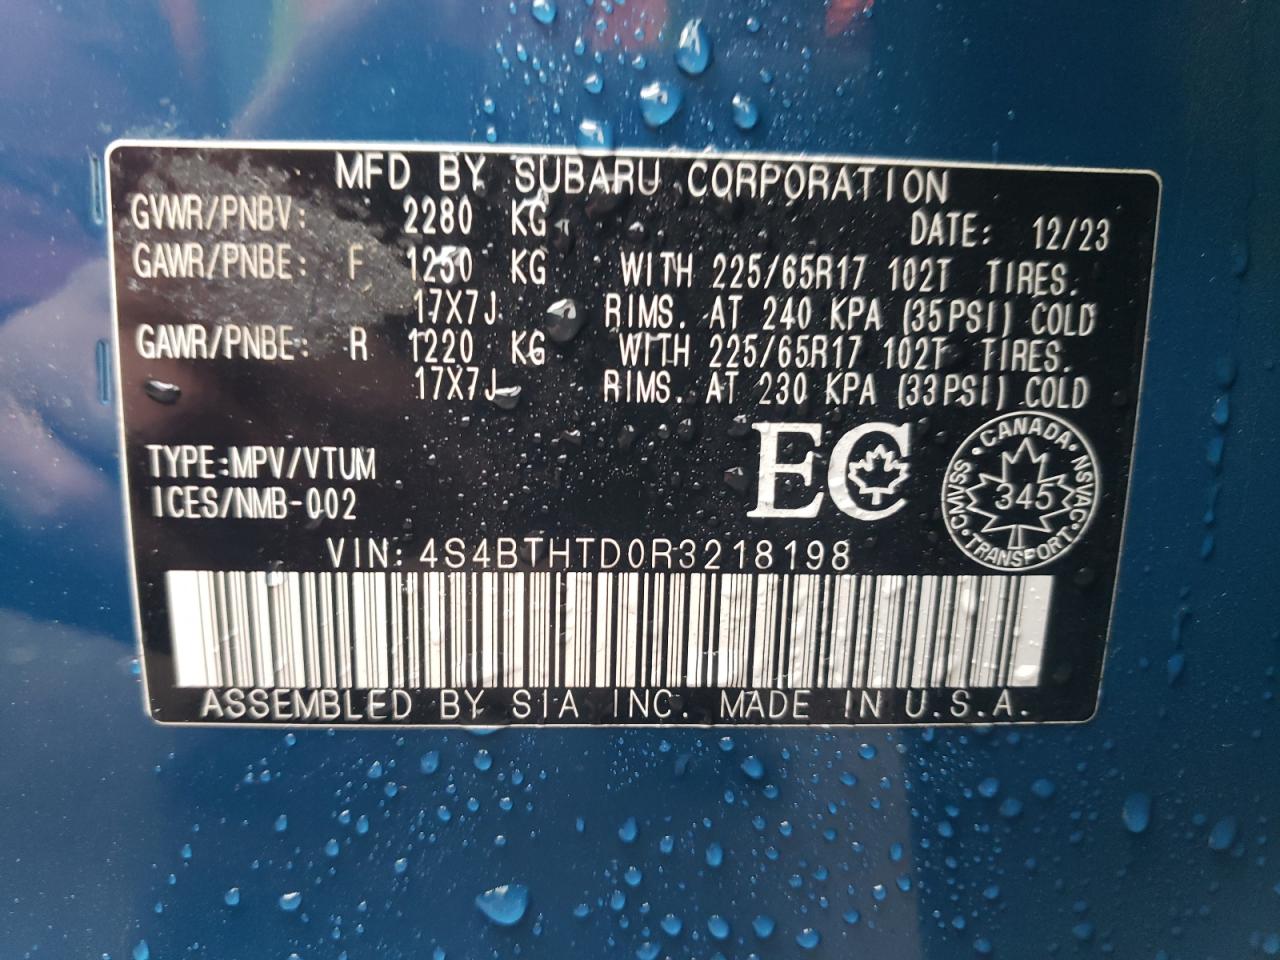 MFD BY SUBARU CORPORATION
GVWR/PNBV: 2280 KG DATE: 12/23
GAWR/PNBE: F 1250 KG WITH 225/65R17 102T TIRES.
17X7J RIMS. AT 240 KPA (35PSI) COLD
GAWR/PNBE: R 1220 KG WITH 225/65R17 102T TIRES.
17X7J RIMS. AT 230 KPA (33PSI) COLD
TYPE:MPV/VTUM
ICES/NMB-002
EC
CANADA NSVAC TRANSPORT CMVSS
345
VIN: 4S4BTHTD0R3218198
ASSEMBLED BY SIA INC. MADE IN U.S.A.